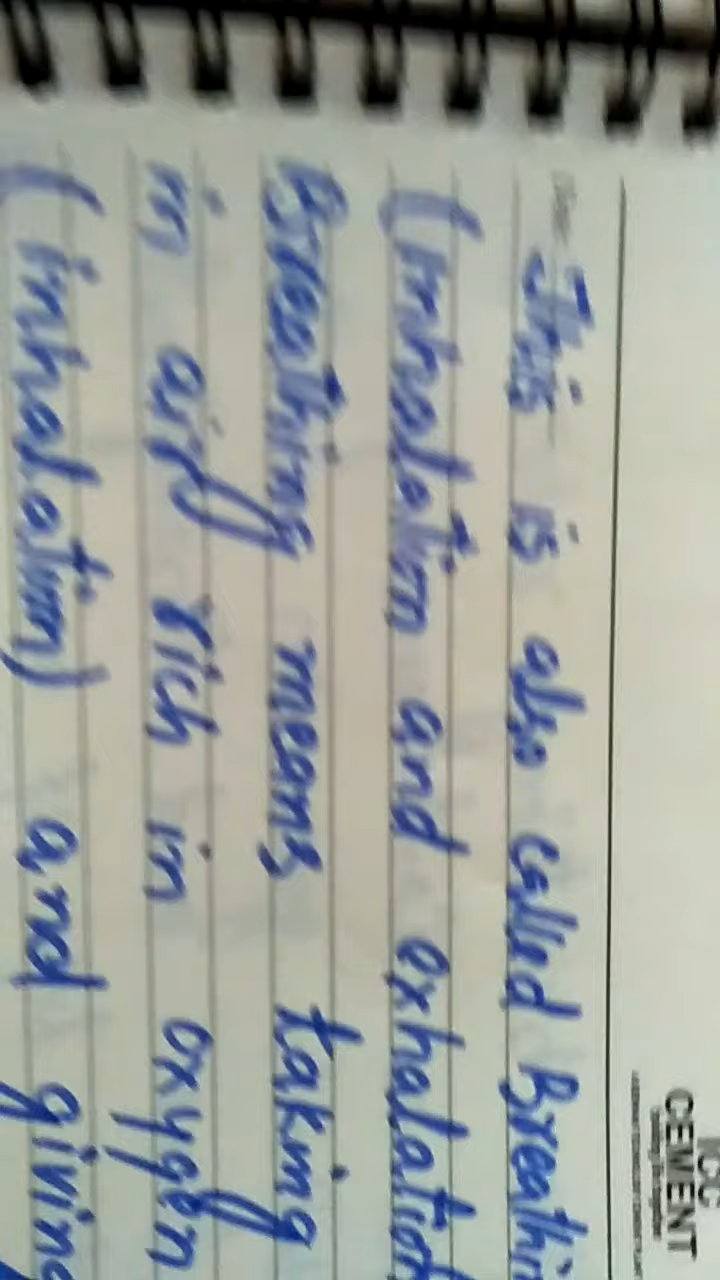 CEMENT
This is also called Breathin
(Inhalation and exhalation
Breathing means taking
in air rich in oxygen
(inhalation) and giving